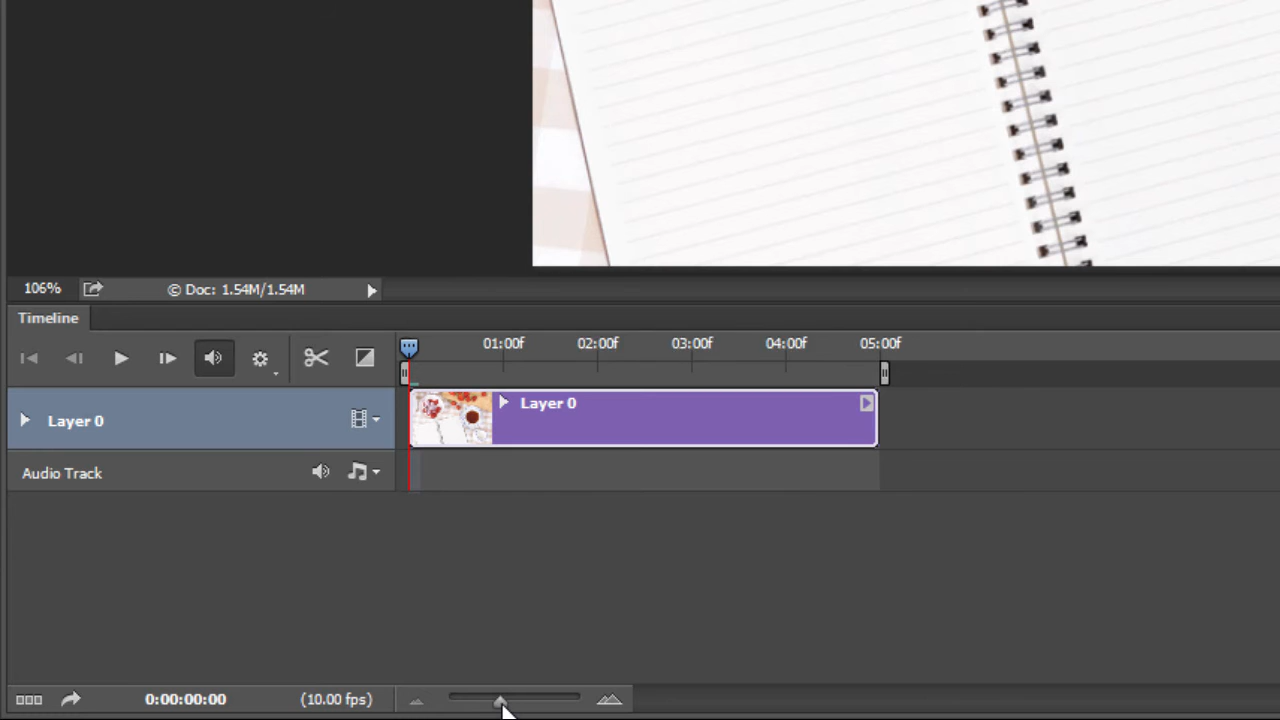 106% © Doc: 1.54M/1.54M
Timeline
01:00f 02:00f 03:00f 04:00f 05:00f
Layer 0 Layer 0
Audio Track
0:00:00:00 (10.00 fps)